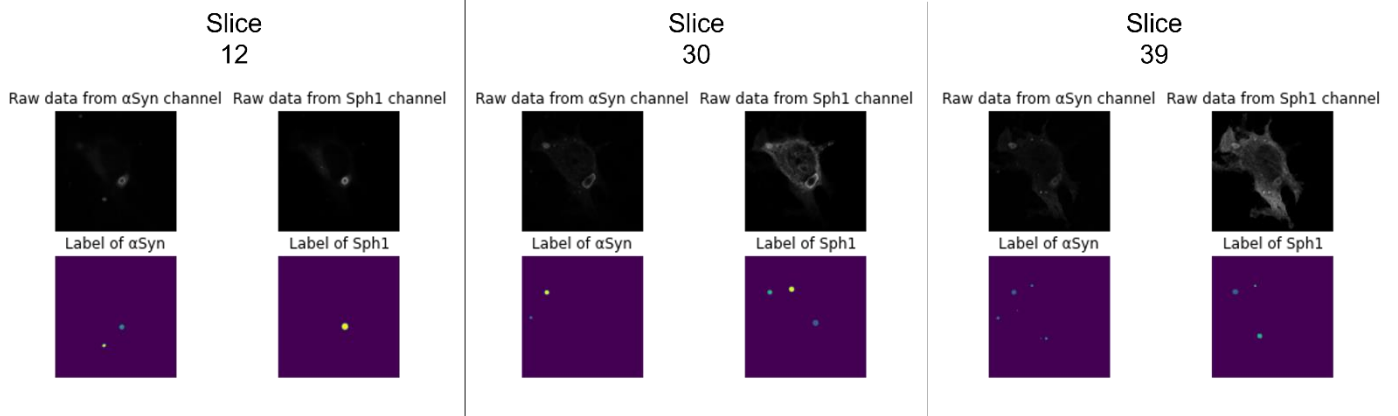 Slice
12
Raw data from αSyn channel
Raw data from Sph1 channel
Label of αSyn
Label of Sph1
Slice
30
Raw data from αSyn channel
Raw data from Sph1 channel
Label of αSyn
Label of Sph1
Slice
39
Raw data from αSyn channel
Raw data from Sph1 channel
Label of αSyn
Label of Sph1